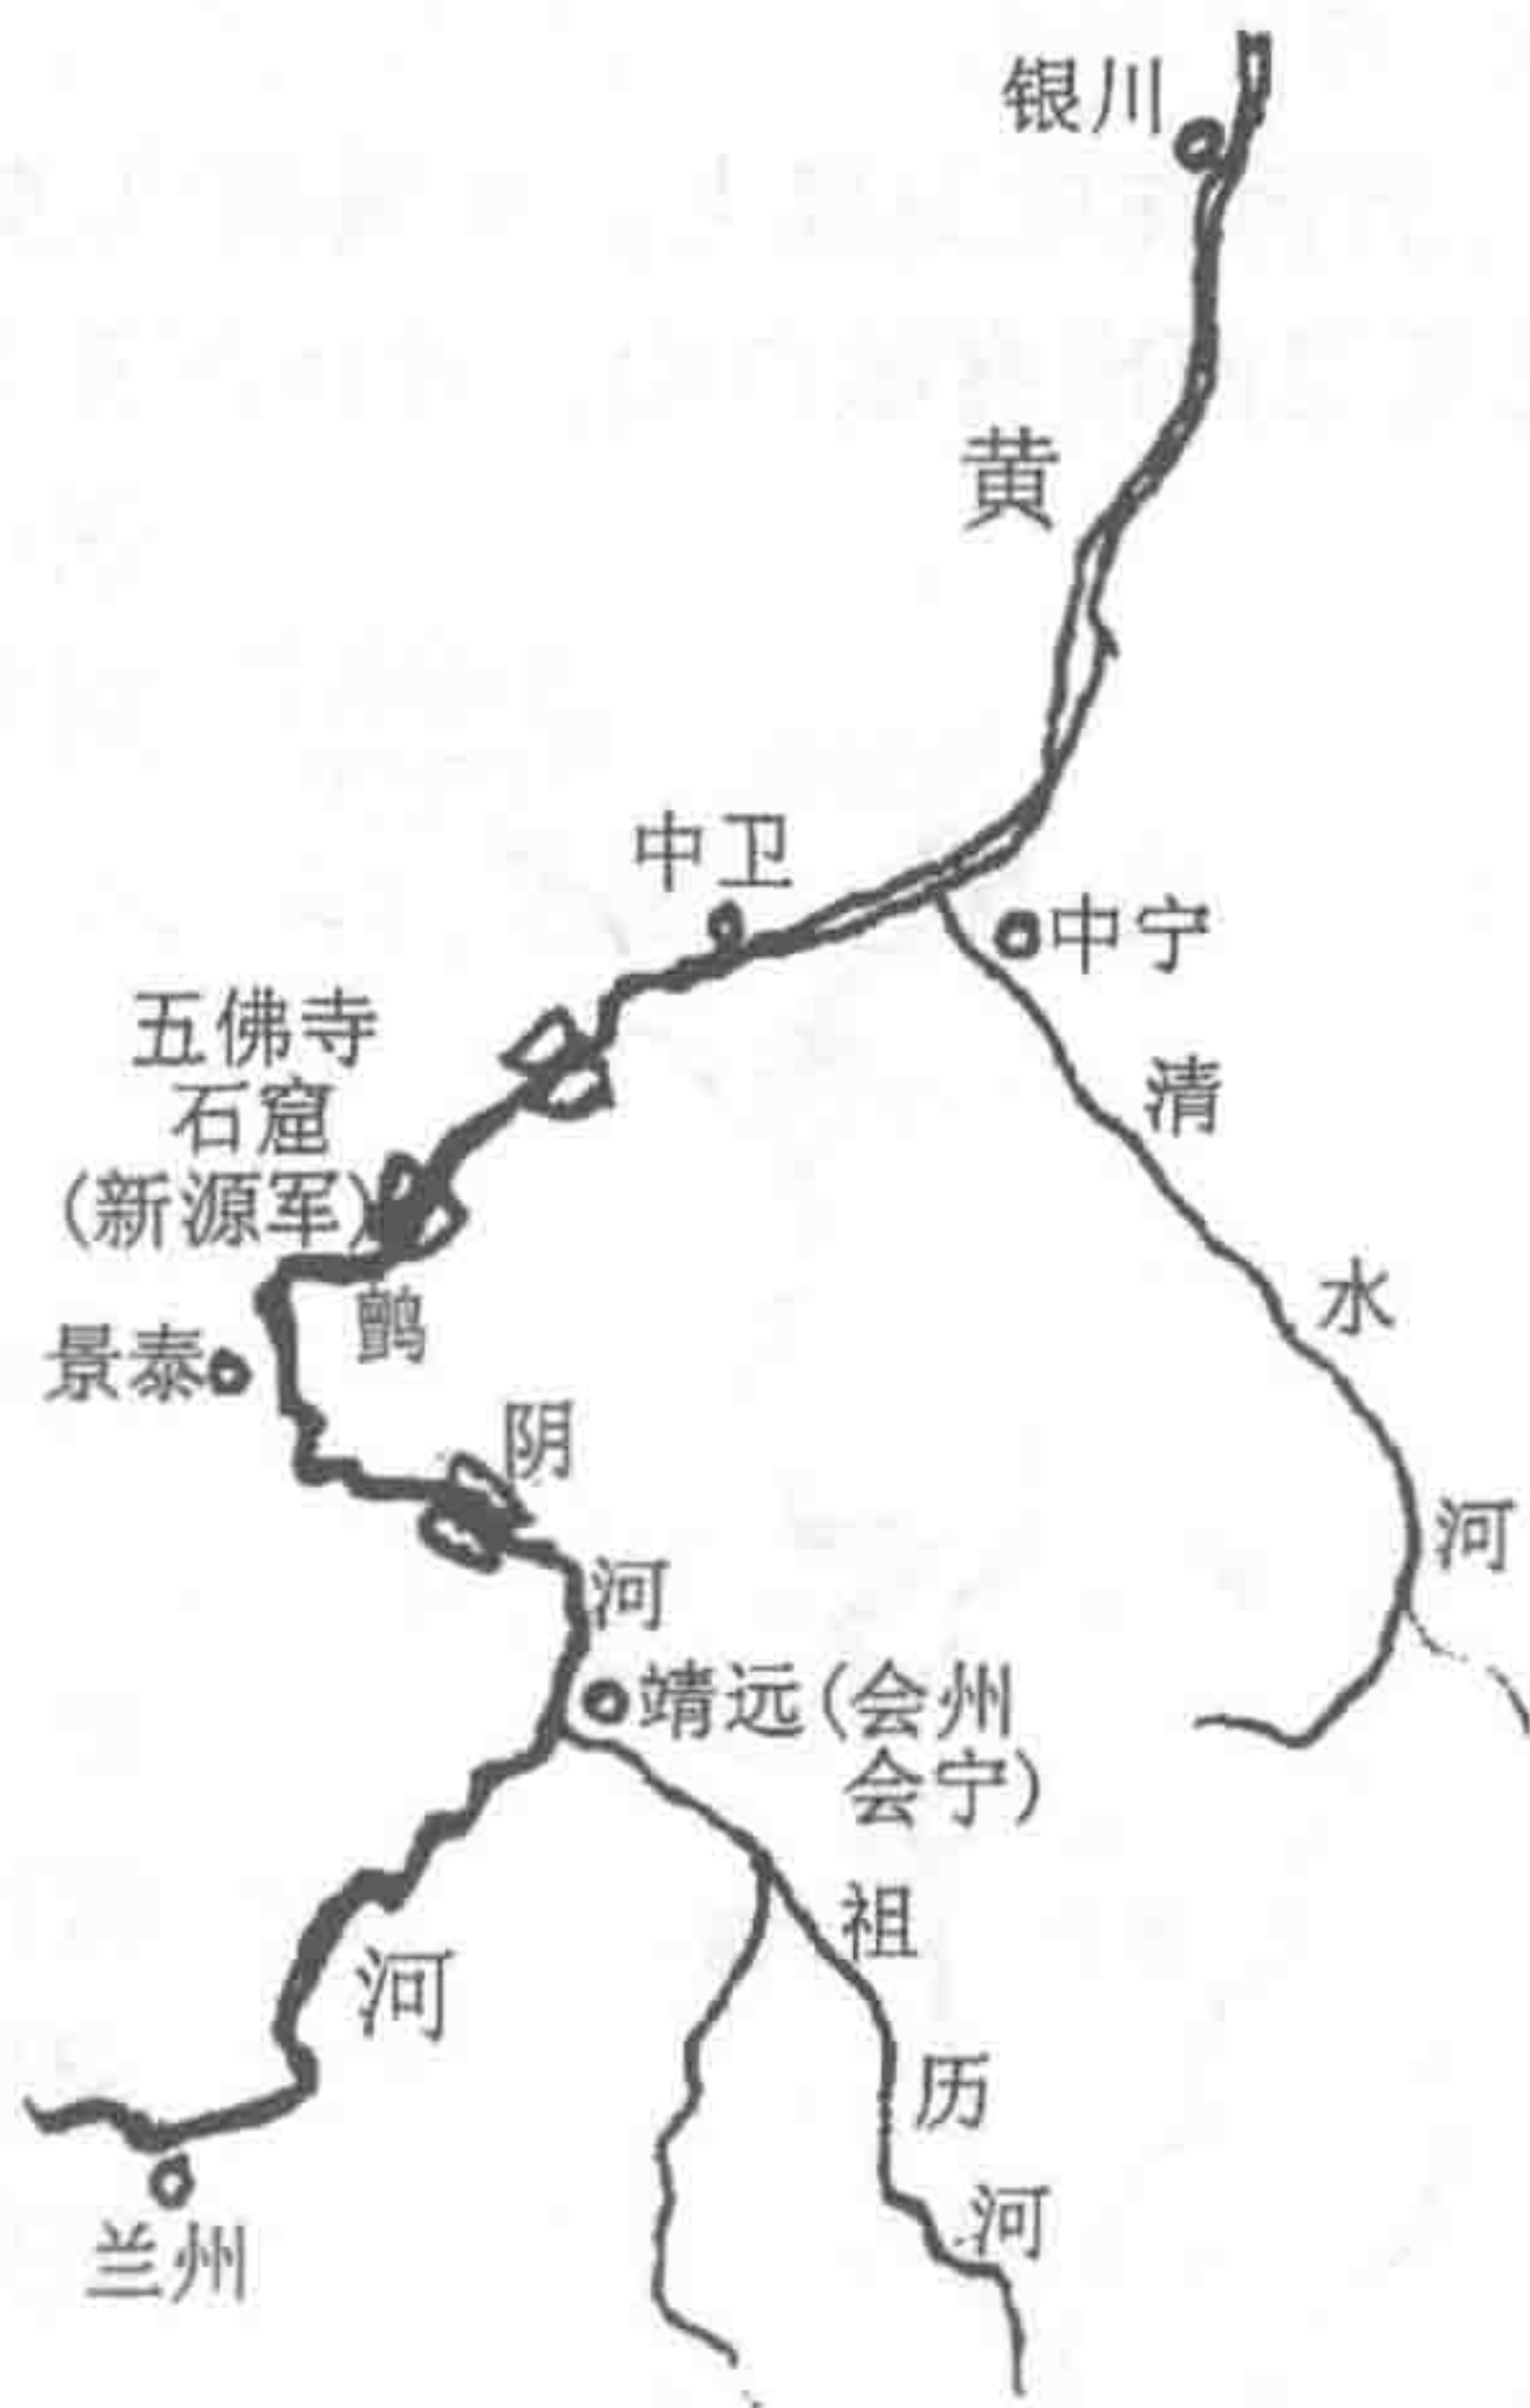 银川
黄
中卫
中宁
五佛寺
石窟
(新源军)
清
水
河
鹯
景泰
阴
河
靖远(会州
会宁)
祖
历
河
河
兰州